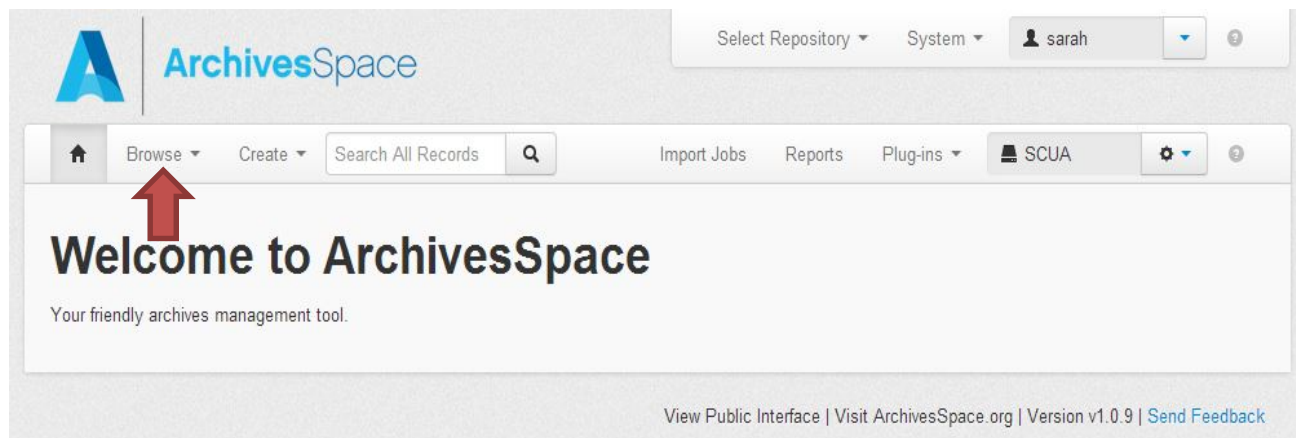 Select Repository System sarah
ArchivesSpace
Browse Create Search All Records Import Jobs Reports Plug-ins SCUA
Welcome to ArchivesSpace
Your friendly archives management tool.
View Public Interface | Visit ArchivesSpace.org | Version v1.0.9 | Send Feedback